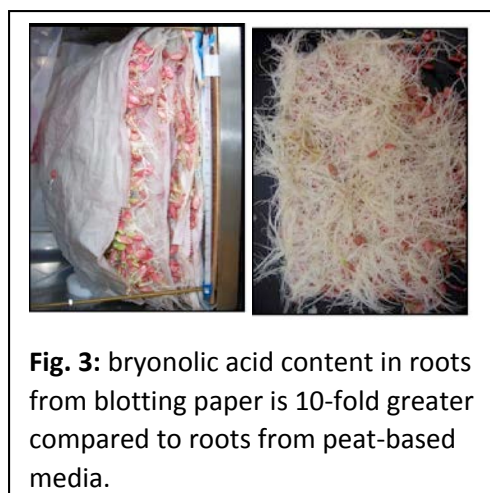 Fig. 3: bryonolic acid content in roots
from blotting paper is 10-fold greater
compared to roots from peat-based
media.